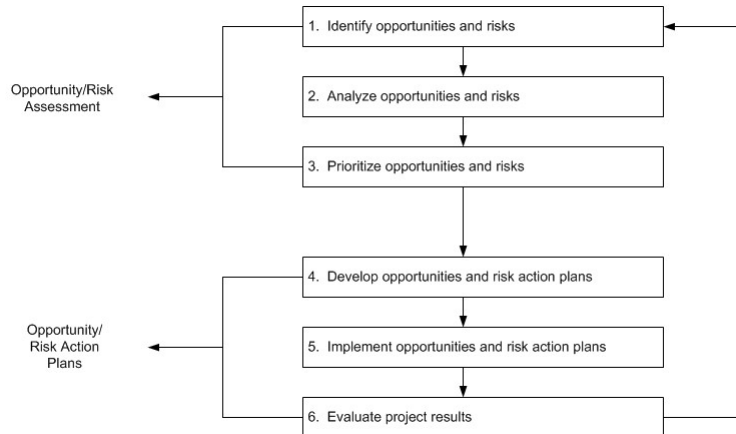 1. Identify opportunities and risks
Opportunity/Risk
Assessment
2. Analyze opportunities and risks
3. Prioritize opportunities and risks
4. Develop opportunities and risk action plans
Opportunity/
Risk Action
Plans
5. Implement opportunities and risk action plans
6. Evaluate project results